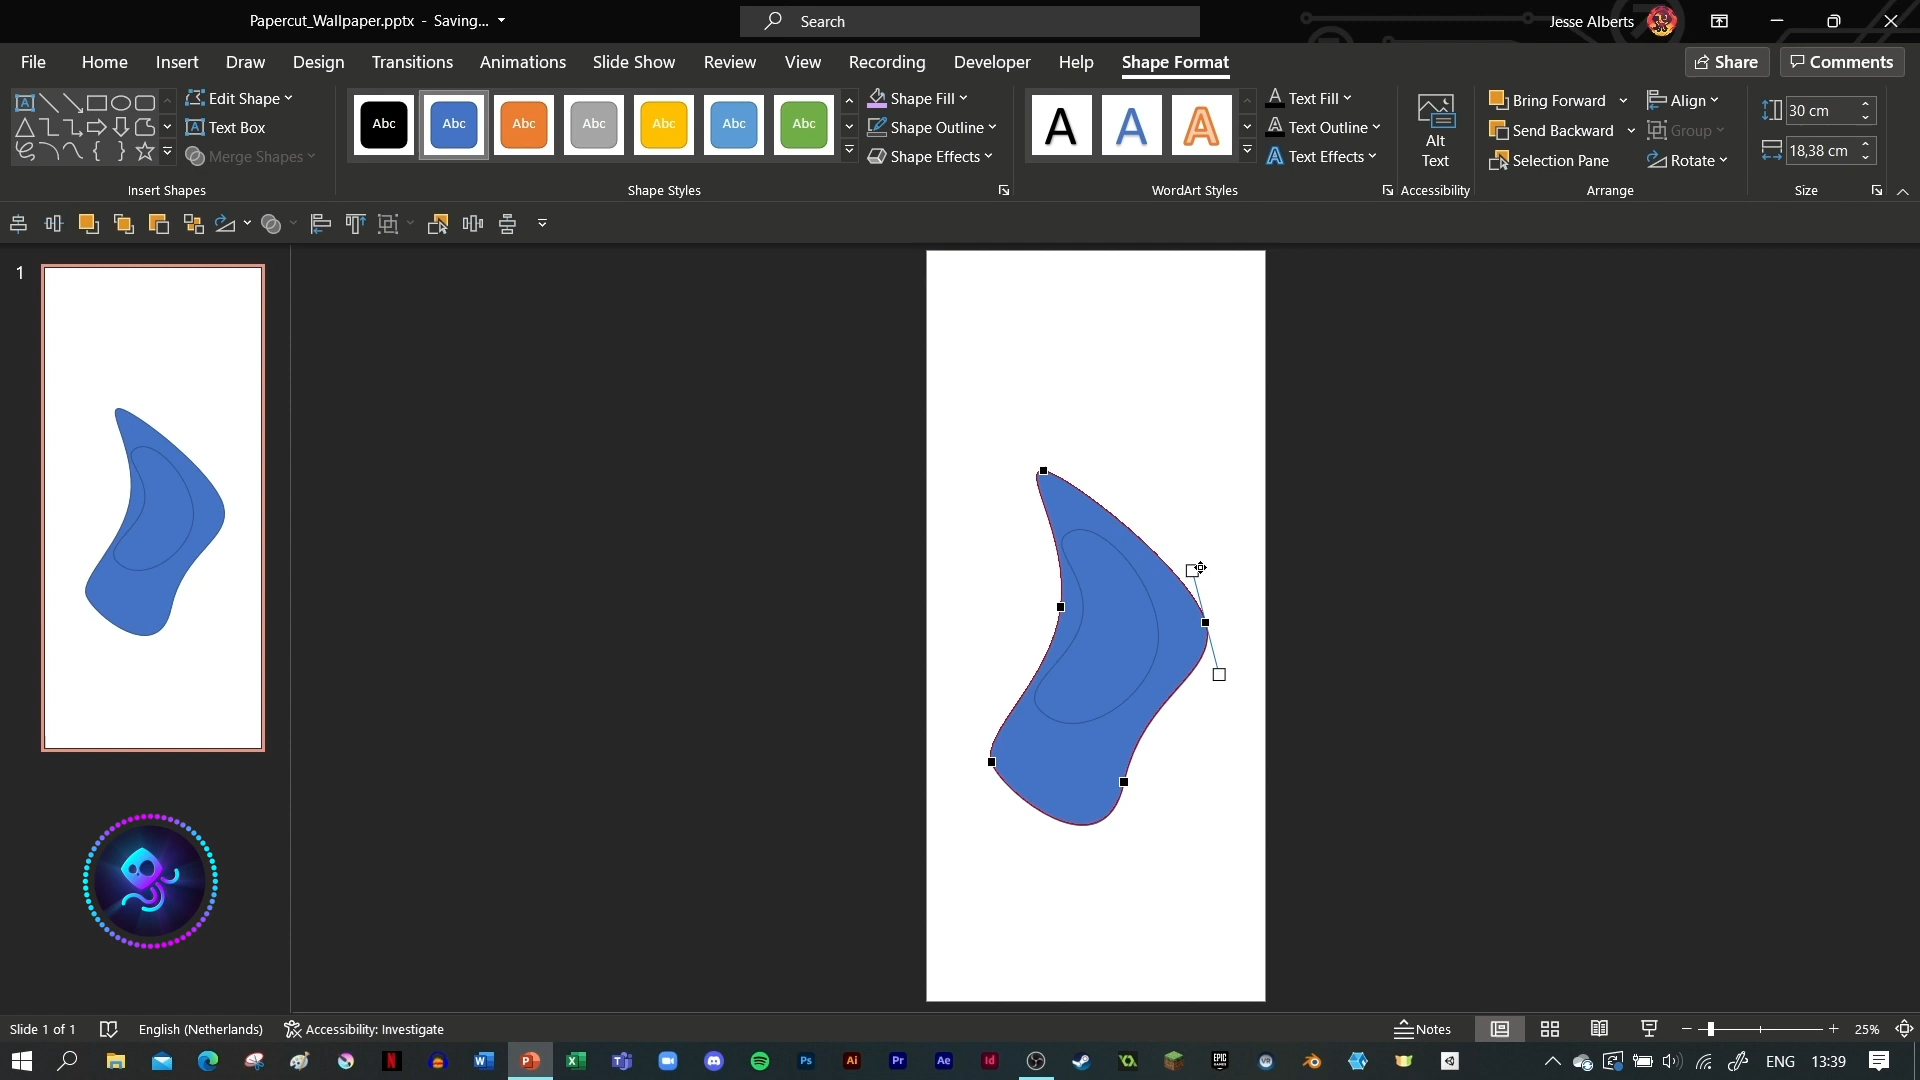 Papercut_Wallpaper.pptx - Saving...
Search
Jesse Alberts
File Home Insert Draw Design Transitions Animations Slide Show Review View Recording Developer Help Shape Format
Share Comments
Edit Shape
Text Box
Merge Shapes
Insert Shapes
Abc Abc Abc Abc Abc Abc Abc
Shape Fill
Shape Outline
Shape Effects
Shape Styles
A A A
Text Fill
Text Outline
Text Effects
WordArt Styles
Alt
Text
Accessibility
Bring Forward
Send Backward
Selection Pane
Align
Group
Rotate
Arrange
30 cm
18,38 cm
Size
1
Slide 1 of 1 English (Netherlands) Accessibility: Investigate
Notes
25%
ENG 13:39